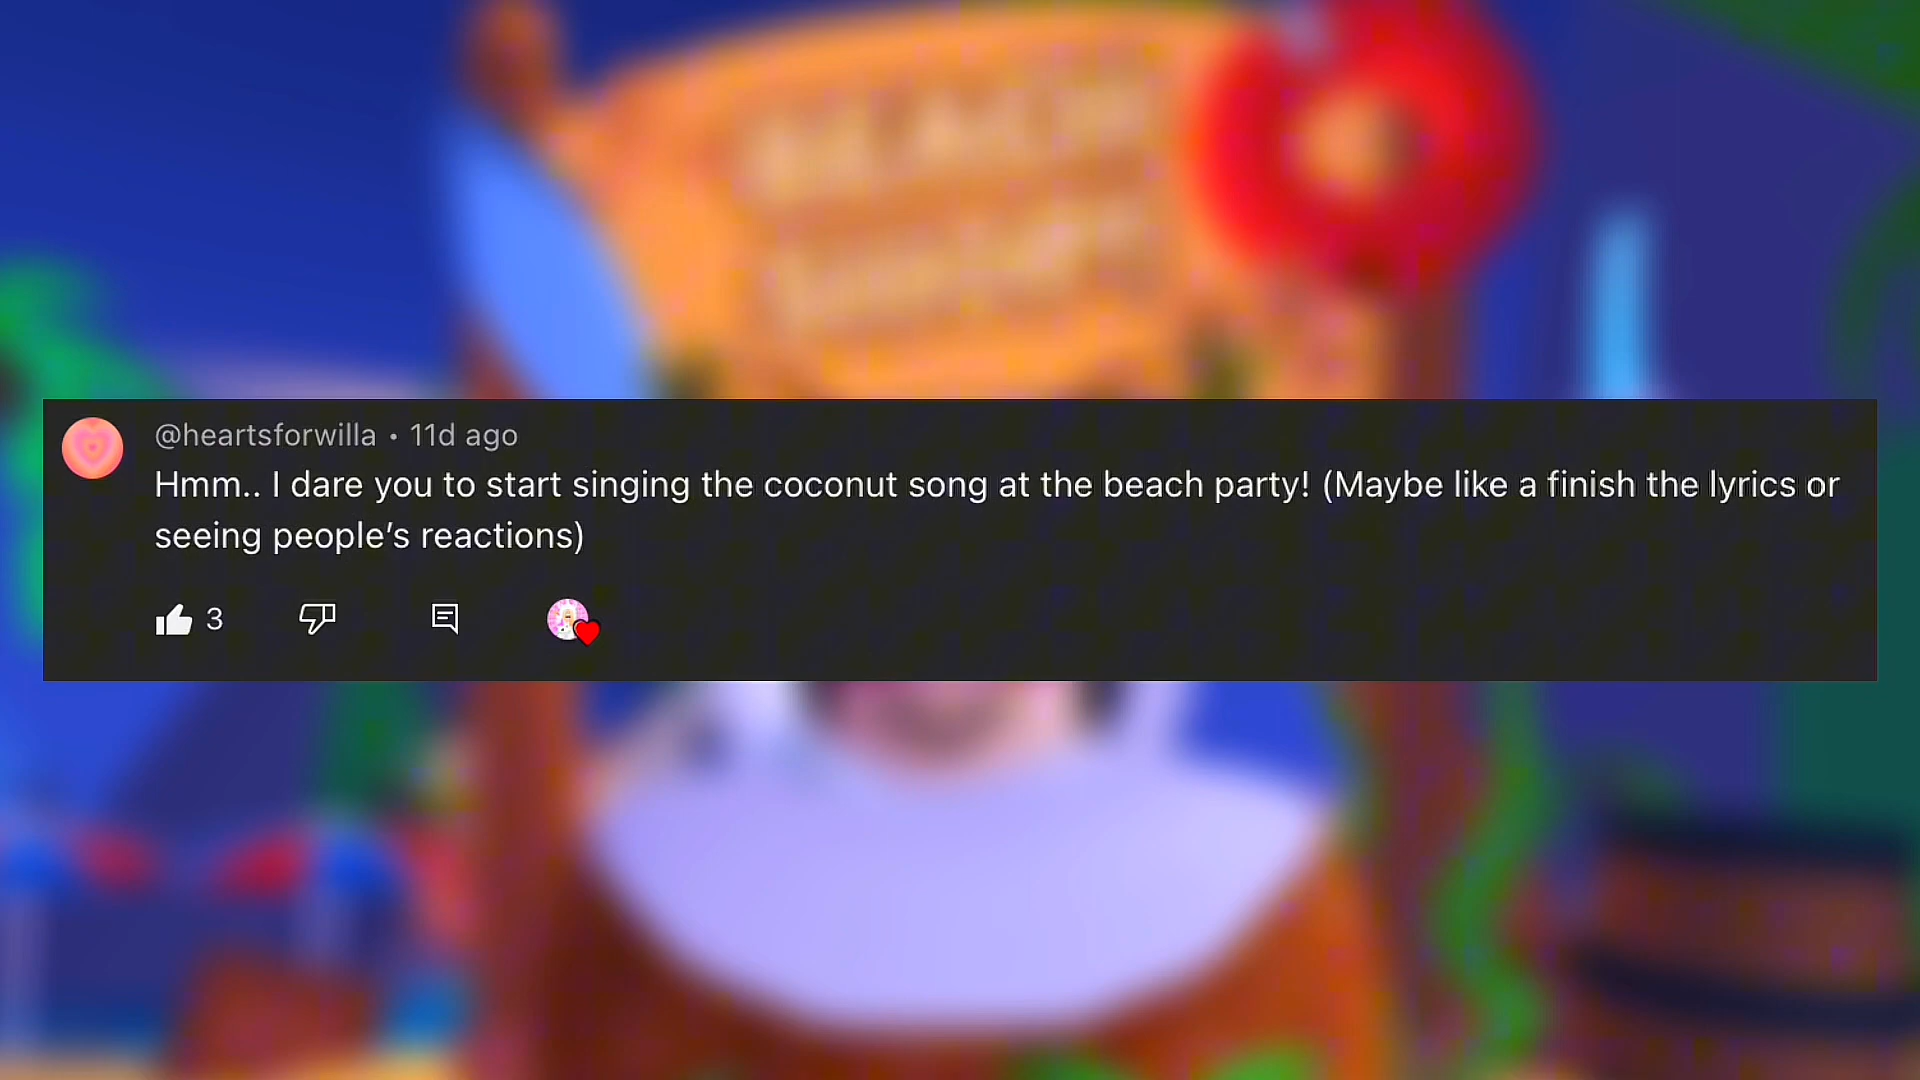 @heartsforwilla • 11d ago
Hmm.. I dare you to start singing the coconut song at the beach party! (Maybe like a finish the lyrics or
seeing people’s reactions)
3